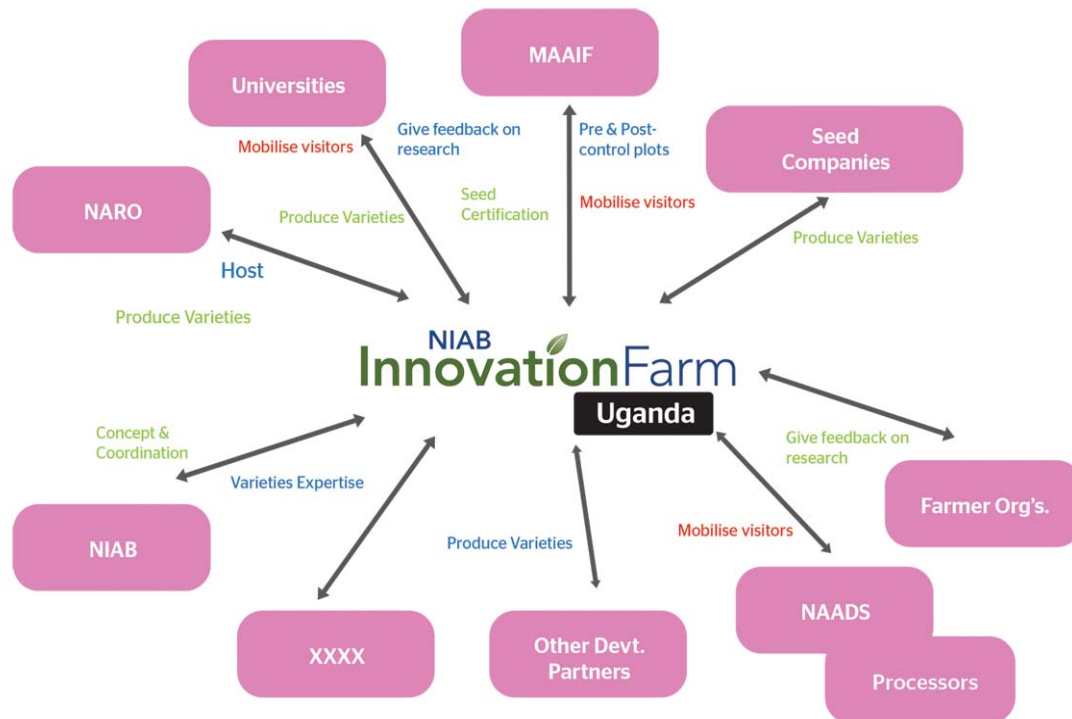 MAAIF
Universities
Give feedback on
research
Pre & Post-
control plots
Seed
Companies
Mobilise visitors
Seed
Certification
Mobilise visitors
NARO
Produce Varieties
Produce Varieties
Host
Produce Varieties
NIAB
InnovationFarm
Uganda
Concept &
Coordination
Give feedback on
research
Varieties Expertise
Farmer Org's.
NIAB
Produce Varieties
Mobilise visitors
NAADS
XXXX
Other Devt.
Partners
Processors